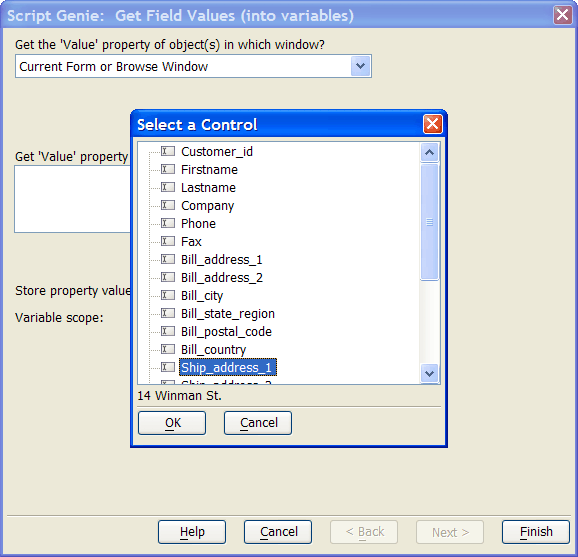 Script Genie: Get Field Values (into variables)
Get the 'Value' property of object(s) in which window?
Current Form or Browse Window
Select a Control
Get 'Value' property
Customer_id
Firstname
Lastname
Company
Phone
Fax
Bill_address_1
Bill_address_2
Bill_city
Bill_state_region
Bill_postal_code
Bill_country
Ship_address_1
Store property value
Variable scope:
14 Winman St.
OK
Cancel
Help
Cancel
< Back
Next >
Finish